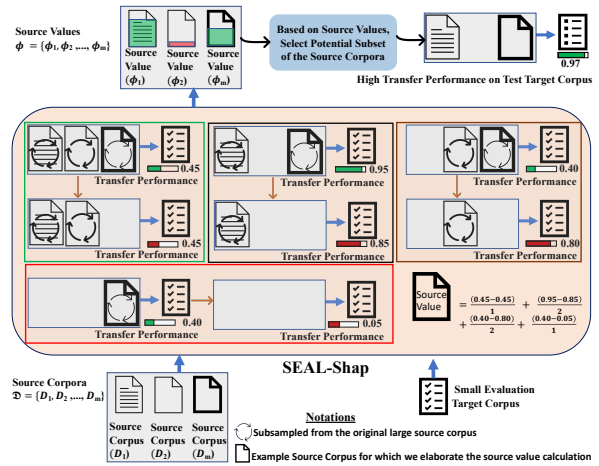 Source Values
ϕ = {ϕ₁, ϕ₂ ,..., ϕₘ}
Source Value (ϕ₁)
Source Value (ϕ₂)
Source Value (ϕₘ)
Based on Source Values,
Select Potential Subset
of the Source Corpora
0.97
High Transfer Performance on Test Target Corpus
0.45
Transfer Performance
0.45
Transfer Performance
0.95
Transfer Performance
0.85
Transfer Performance
0.40
Transfer Performance
0.80
Transfer Performance
0.40
Transfer Performance
0.05
Transfer Performance
Source
Value
= (0.45−0.45)/1 + (0.95−0.85)/2
+ (0.40−0.80)/2 + (0.40−0.05)/1
SEAL-Shap
Source Corpora
𝔇 = {D₁, D₂ ,..., Dₘ}
Source Corpus (D₁)
Source Corpus (D₂)
Source Corpus (Dₘ)
Small Evaluation
Target Corpus
Notations
Subsampled from the original large source corpus
Example Source Corpus for which we elaborate the source value calculation